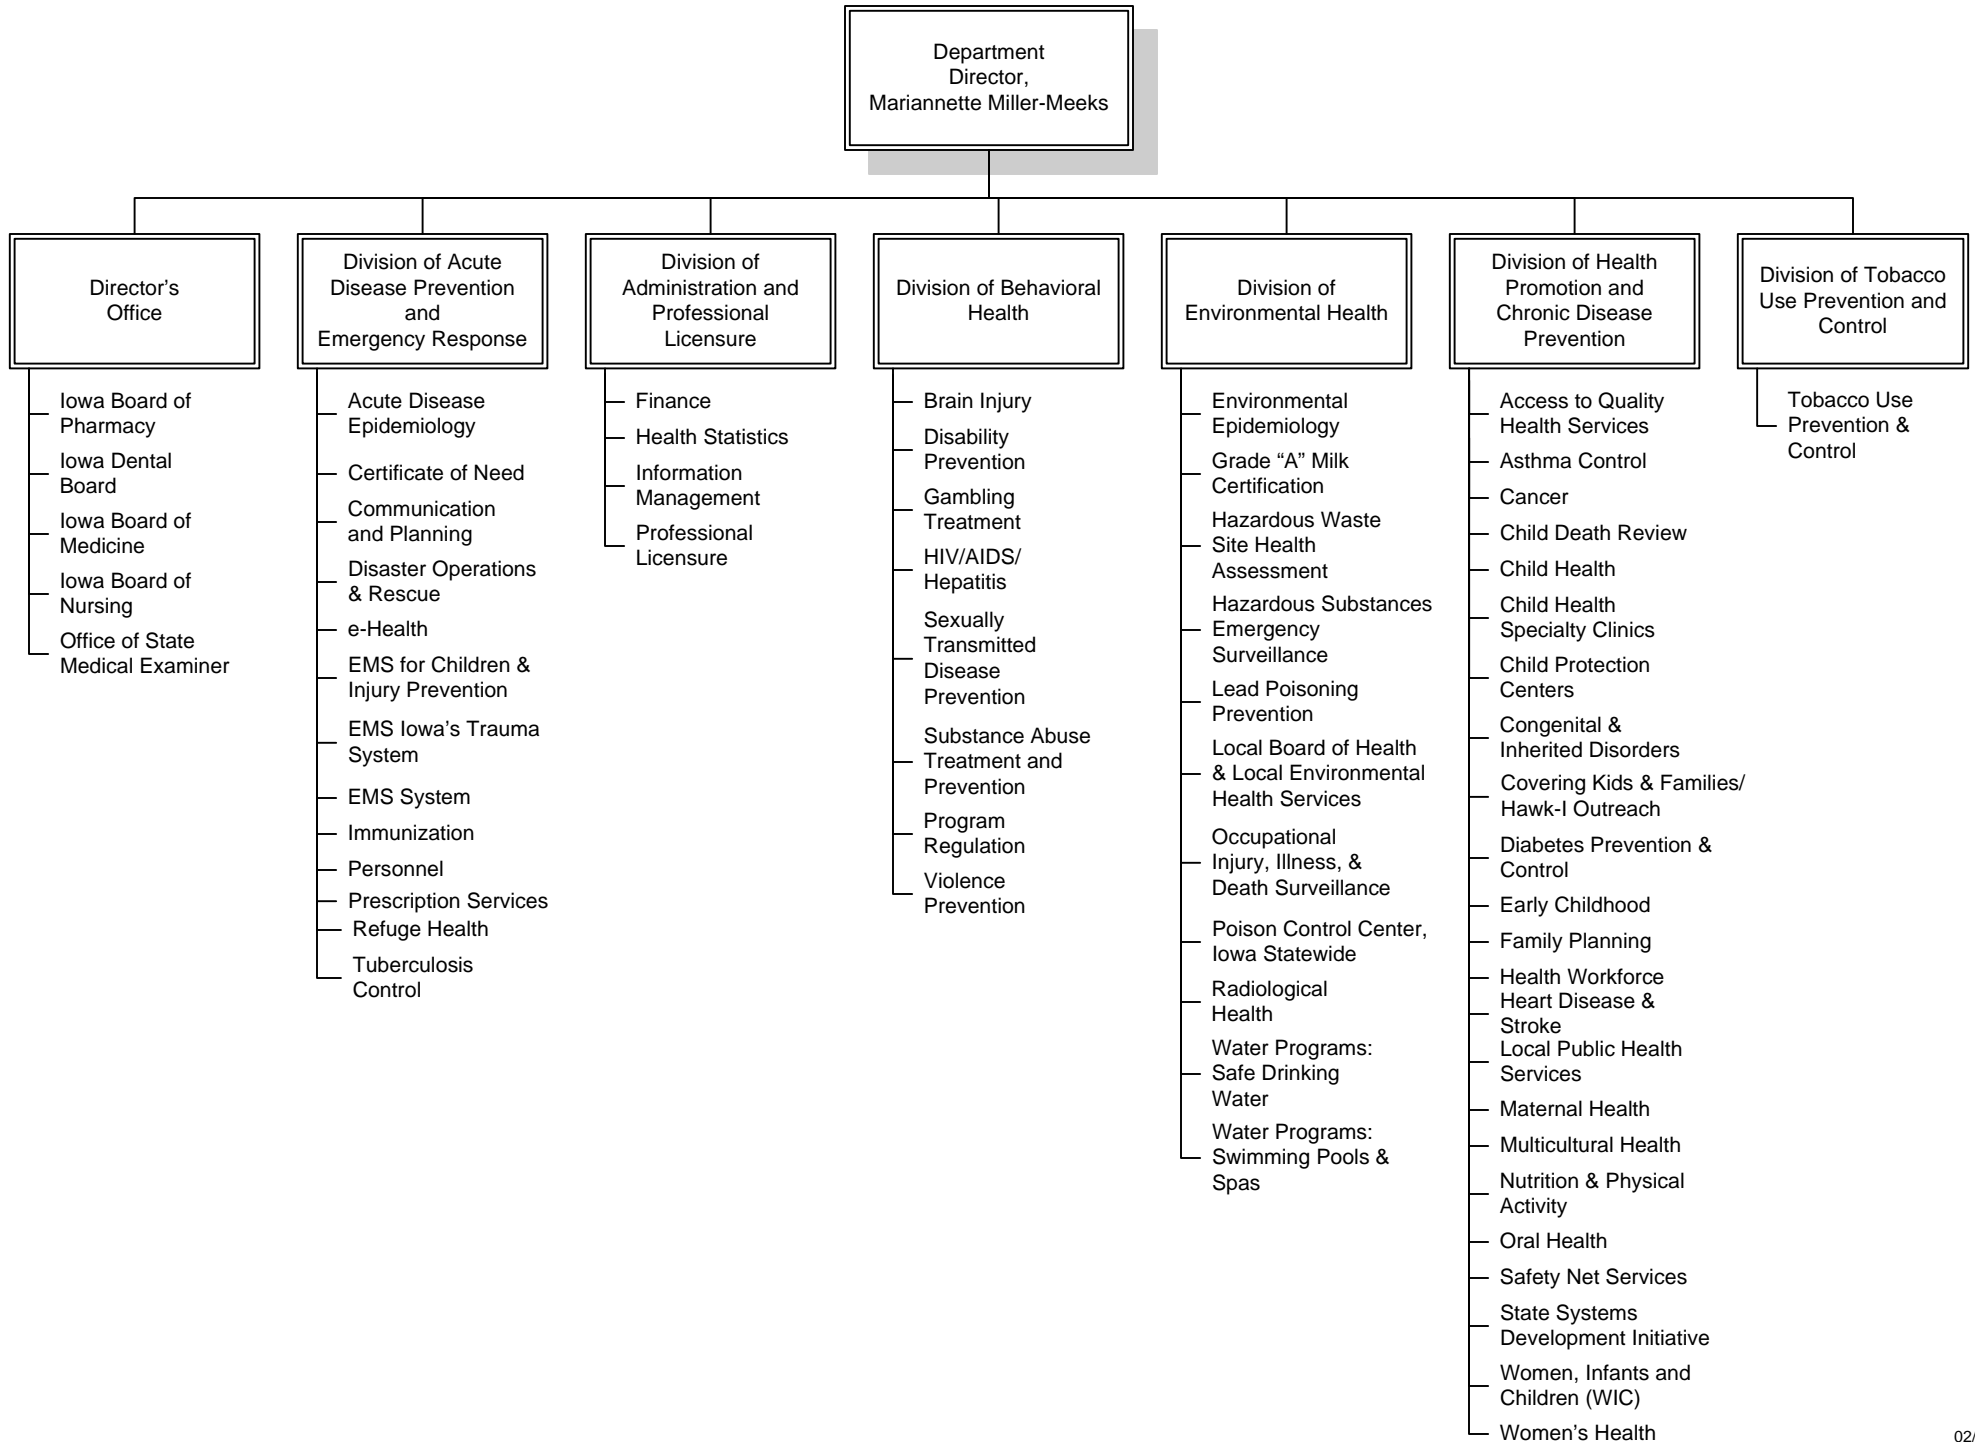 Department
Director,
Mariannette Miller-Meeks
Director’s
Office
Iowa Board of
Pharmacy
Iowa Dental
Board
Iowa Board of
Medicine
Iowa Board of
Nursing
Office of State
Medical Examiner
Division of Acute
Disease Prevention
and
Emergency Response
Acute Disease
Epidemiology
Certificate of Need
Communication
and Planning
Disaster Operations
& Rescue
e-Health
EMS for Children &
Injury Prevention
EMS Iowa’s Trauma
System
EMS System
Immunization
Personnel
Prescription Services
Refuge Health
Tuberculosis
Control
Division of
Administration and
Professional
Licensure
Finance
Health Statistics
Information
Management
Professional
Licensure
Division of Behavioral
Health
Brain Injury
Disability
Prevention
Gambling
Treatment
HIV/AIDS/
Hepatitis
Sexually
Transmitted
Disease
Prevention
Substance Abuse
Treatment and
Prevention
Program
Regulation
Violence
Prevention
Division of
Environmental Health
Environmental
Epidemiology
Grade “A” Milk
Certification
Hazardous Waste
Site Health
Assessment
Hazardous Substances
Emergency
Surveillance
Lead Poisoning
Prevention
Local Board of Health
& Local Environmental
Health Services
Occupational
Injury, Illness, &
Death Surveillance
Poison Control Center,
Iowa Statewide
Radiological
Health
Water Programs:
Safe Drinking
Water
Water Programs:
Swimming Pools &
Spas
Division of Health
Promotion and
Chronic Disease
Prevention
Access to Quality
Health Services
Asthma Control
Cancer
Child Death Review
Child Health
Child Health
Specialty Clinics
Child Protection
Centers
Congenital &
Inherited Disorders
Covering Kids & Families/
Hawk-I Outreach
Diabetes Prevention &
Control
Early Childhood
Family Planning
Health Workforce
Heart Disease &
Stroke
Local Public Health
Services
Maternal Health
Multicultural Health
Nutrition & Physical
Activity
Oral Health
Safety Net Services
State Systems
Development Initiative
Women, Infants and
Children (WIC)
Women’s Health
Division of Tobacco
Use Prevention and
Control
Tobacco Use
Prevention &
Control
02/